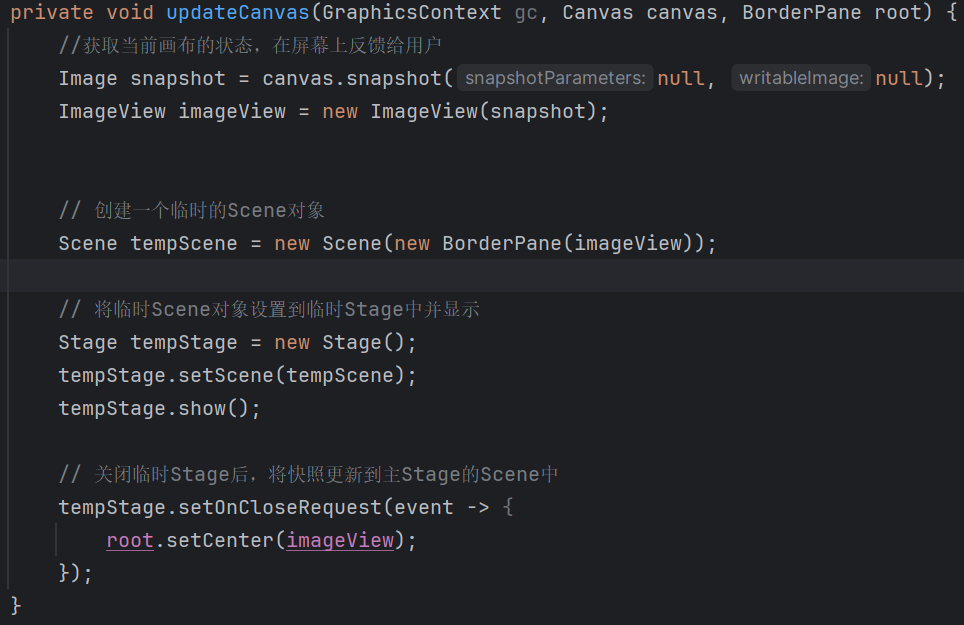 private void updateCanvas(GraphicsContext gc, Canvas canvas, BorderPane root) {
//获取当前画布的状态，在屏幕上反馈给用户
Image snapshot = canvas.snapshot( snapshotParameters: null, writableImage: null);
ImageView imageView = new ImageView(snapshot);
// 创建一个临时的Scene对象
Scene tempScene = new Scene(new BorderPane(imageView));
// 将临时Scene对象设置到临时Stage中并显示
Stage tempStage = new Stage();
tempStage.setScene(tempScene);
tempStage.show();
// 关闭临时Stage后，将快照更新到主Stage的Scene中
tempStage.setOnCloseRequest(event -> {
root.setCenter(imageView);
});
}